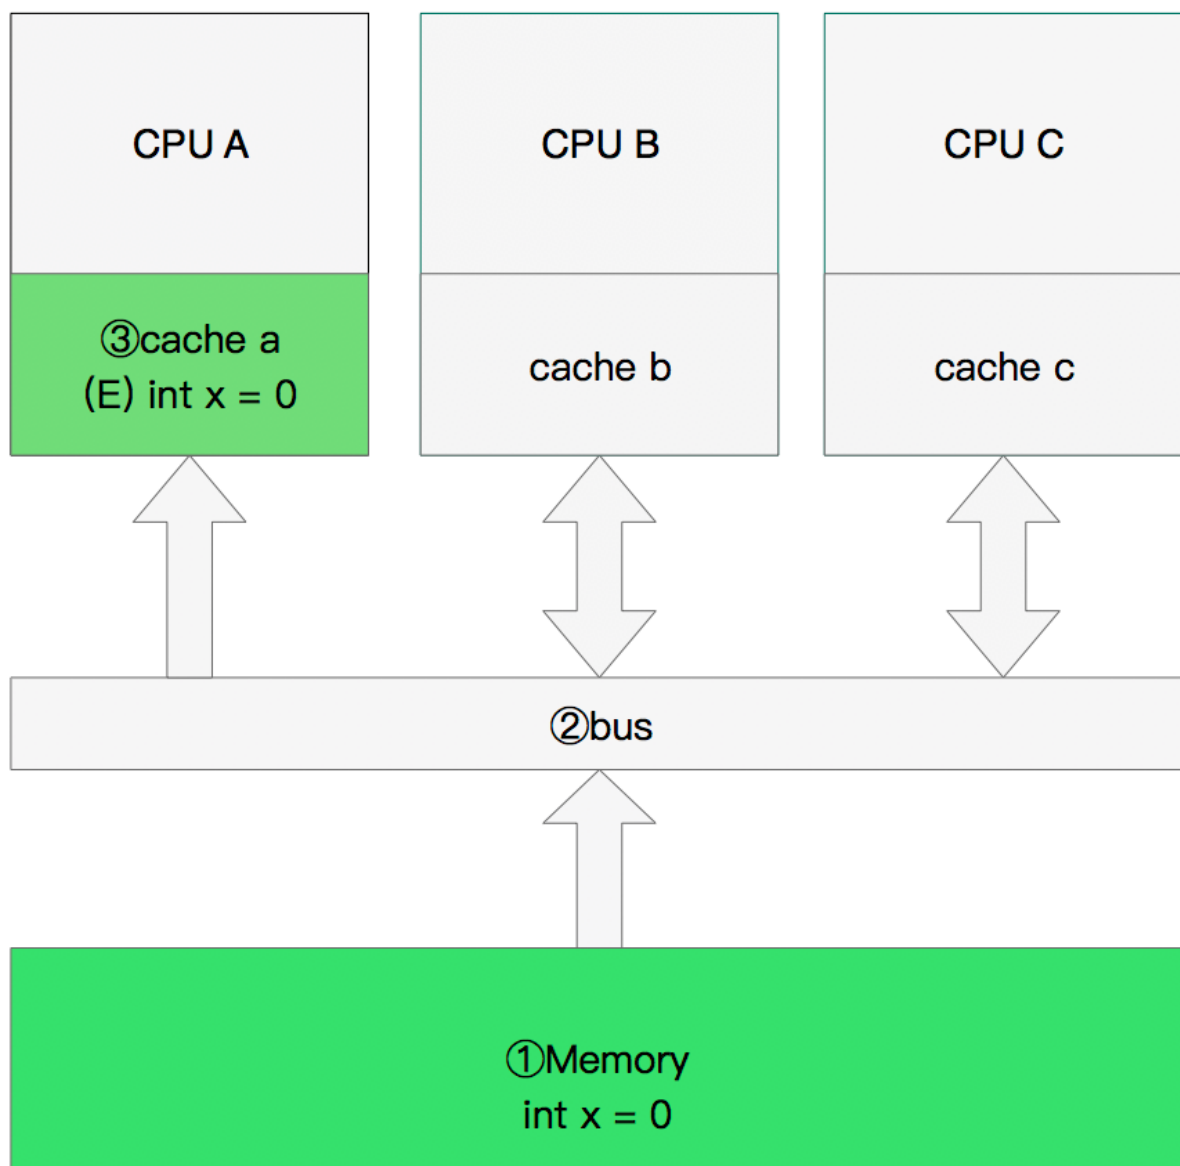 CPU A
CPU B
CPU C
③cache a
(E) int x = 0
cache b
cache c
②bus
①Memory
int x = 0